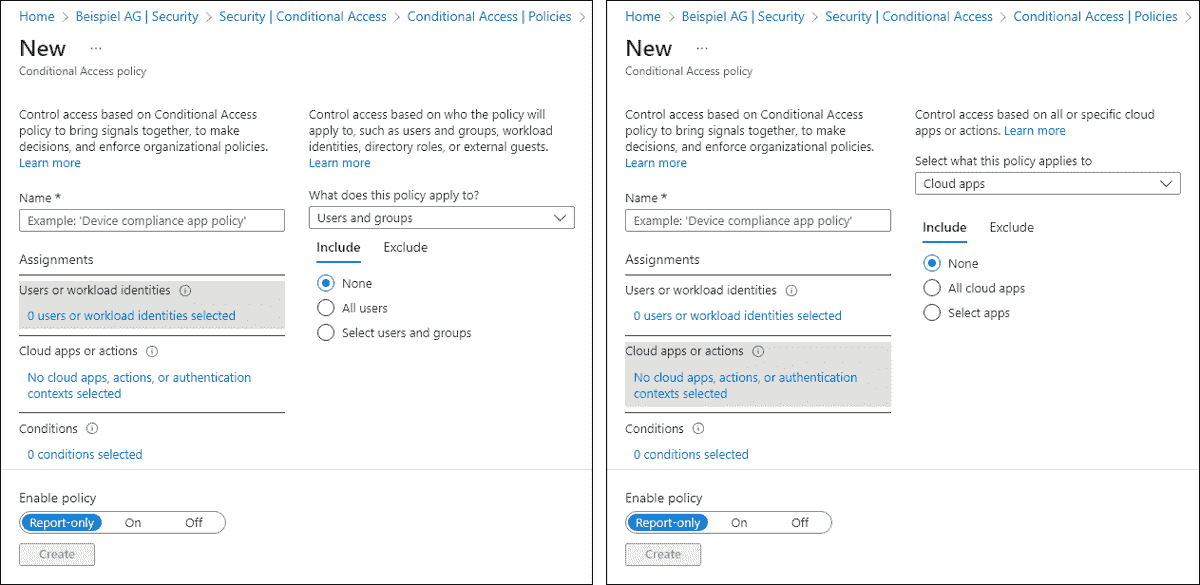 Home > Beispiel AG | Security > Security | Conditional Access > Conditional Access | Policies >
New ...
Conditional Access policy
Control access based on Conditional Access
policy to bring signals together, to make
decisions, and enforce organizational policies.
Learn more
Name *
Example: 'Device compliance app policy'
Assignments
Users or workload identities
0 users or workload identities selected
Cloud apps or actions
No cloud apps, actions, or authentication
contexts selected
Conditions
0 conditions selected
Control access based on who the policy will
apply to, such as users and groups, workload
identities, directory roles, or external guests.
Learn more
What does this policy apply to?
Users and groups
Include Exclude
None
All users
Select users and groups
Enable policy
Report-only On Off
Create
Home > Beispiel AG | Security > Security | Conditional Access > Conditional Access | Policies >
New ...
Conditional Access policy
Control access based on Conditional Access
policy to bring signals together, to make
decisions, and enforce organizational policies.
Learn more
Name *
Example: 'Device compliance app policy'
Assignments
Users or workload identities
0 users or workload identities selected
Cloud apps or actions
No cloud apps, actions, or authentication
contexts selected
Conditions
0 conditions selected
Control access based on all or specific cloud
apps or actions. Learn more
Select what this policy applies to
Cloud apps
Include Exclude
None
All cloud apps
Select apps
Enable policy
Report-only On Off
Create